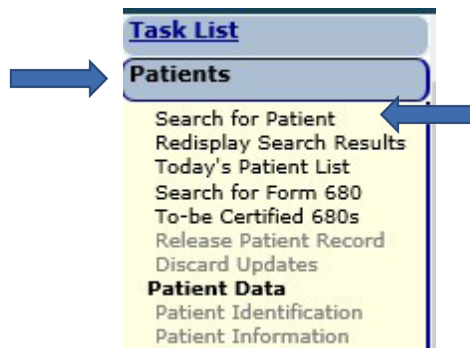 Task List
Patients
Search for Patient
Redisplay Search Results
Today's Patient List
Search for Form 680
To-be Certified 680s
Release Patient Record
Discard Updates
Patient Data
Patient Identification
Patient Information